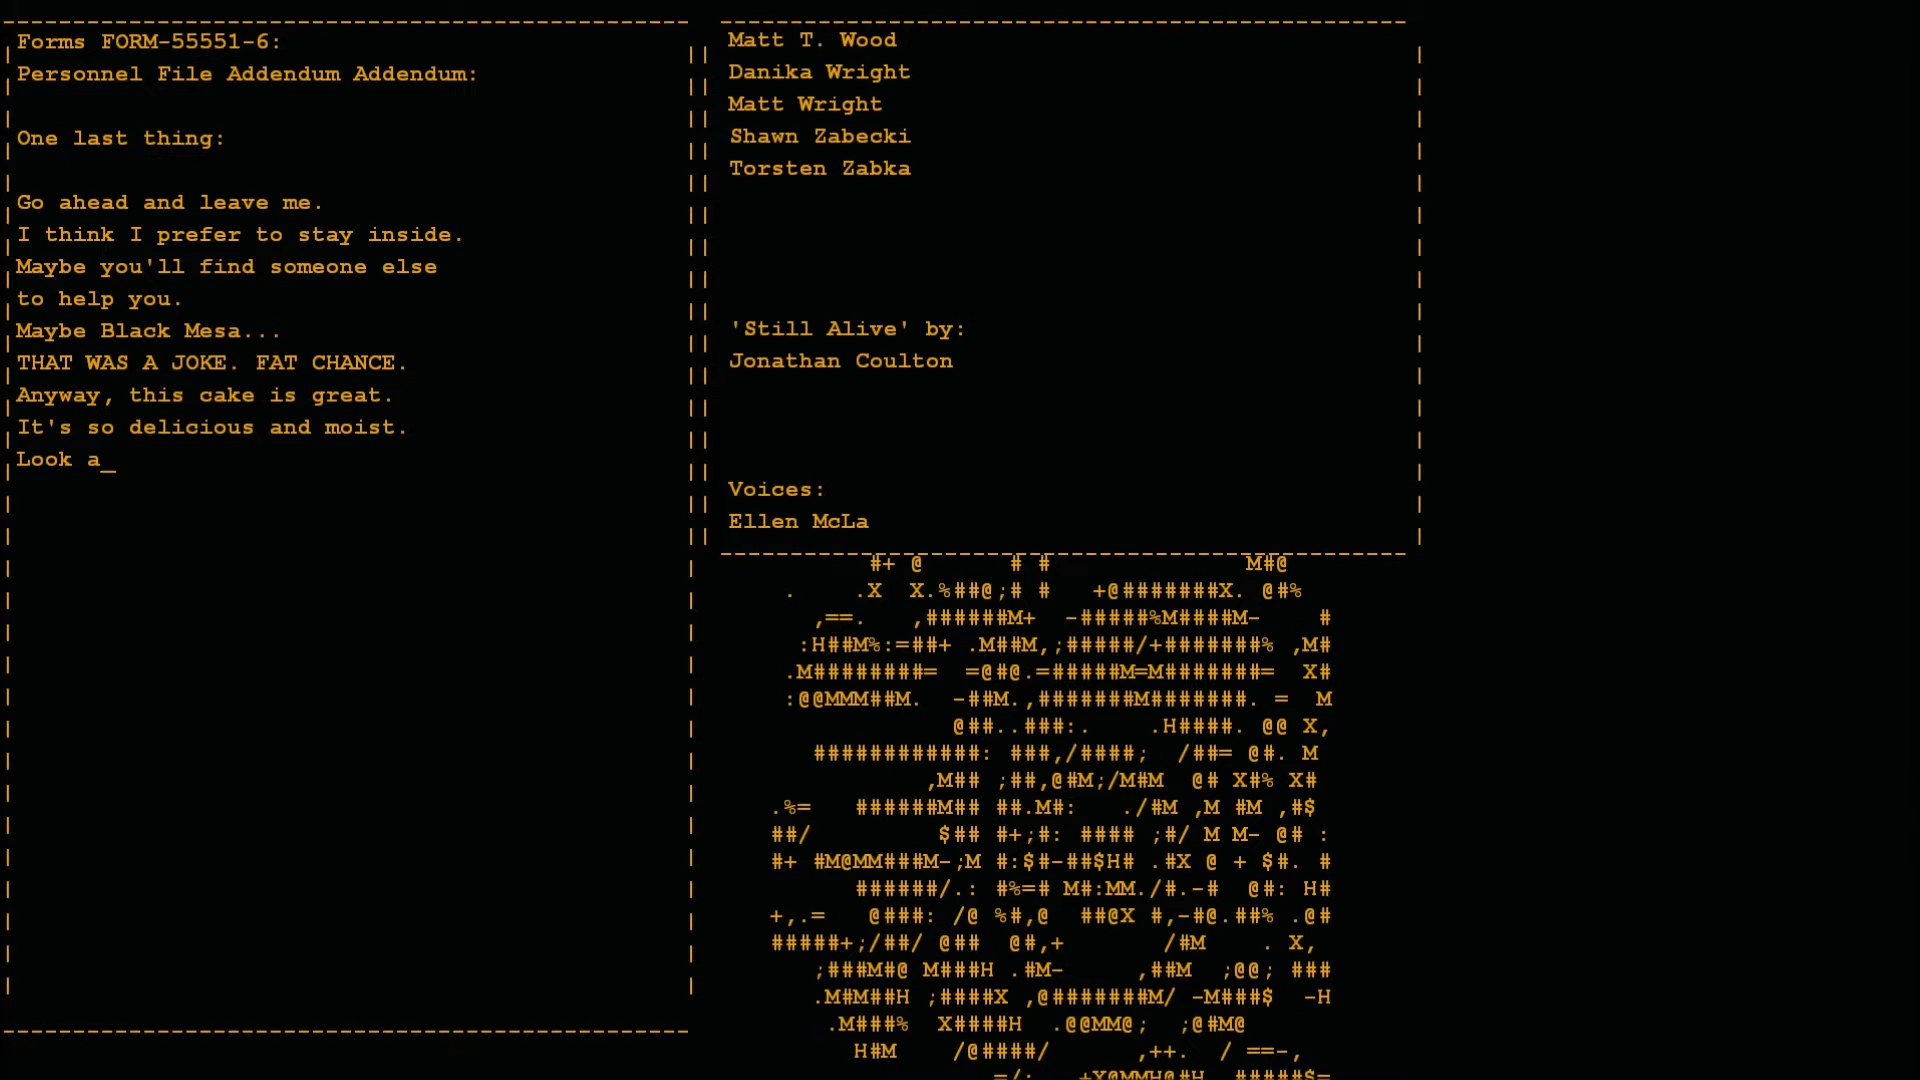 Forms FORM-55551-6:
Personnel File Addendum Addendum:
One last thing:
Go ahead and leave me.
I think I prefer to stay inside.
Maybe you'll find someone else
to help you.
Maybe Black Mesa...
THAT WAS A JOKE. FAT CHANCE.
Anyway, this cake is great.
It's so delicious and moist.
Look a_
Matt T. Wood
Danika Wright
Matt Wright
Shawn Zabecki
Torsten Zabka
'Still Alive' by:
Jonathan Coulton
Voices:
Ellen McLa